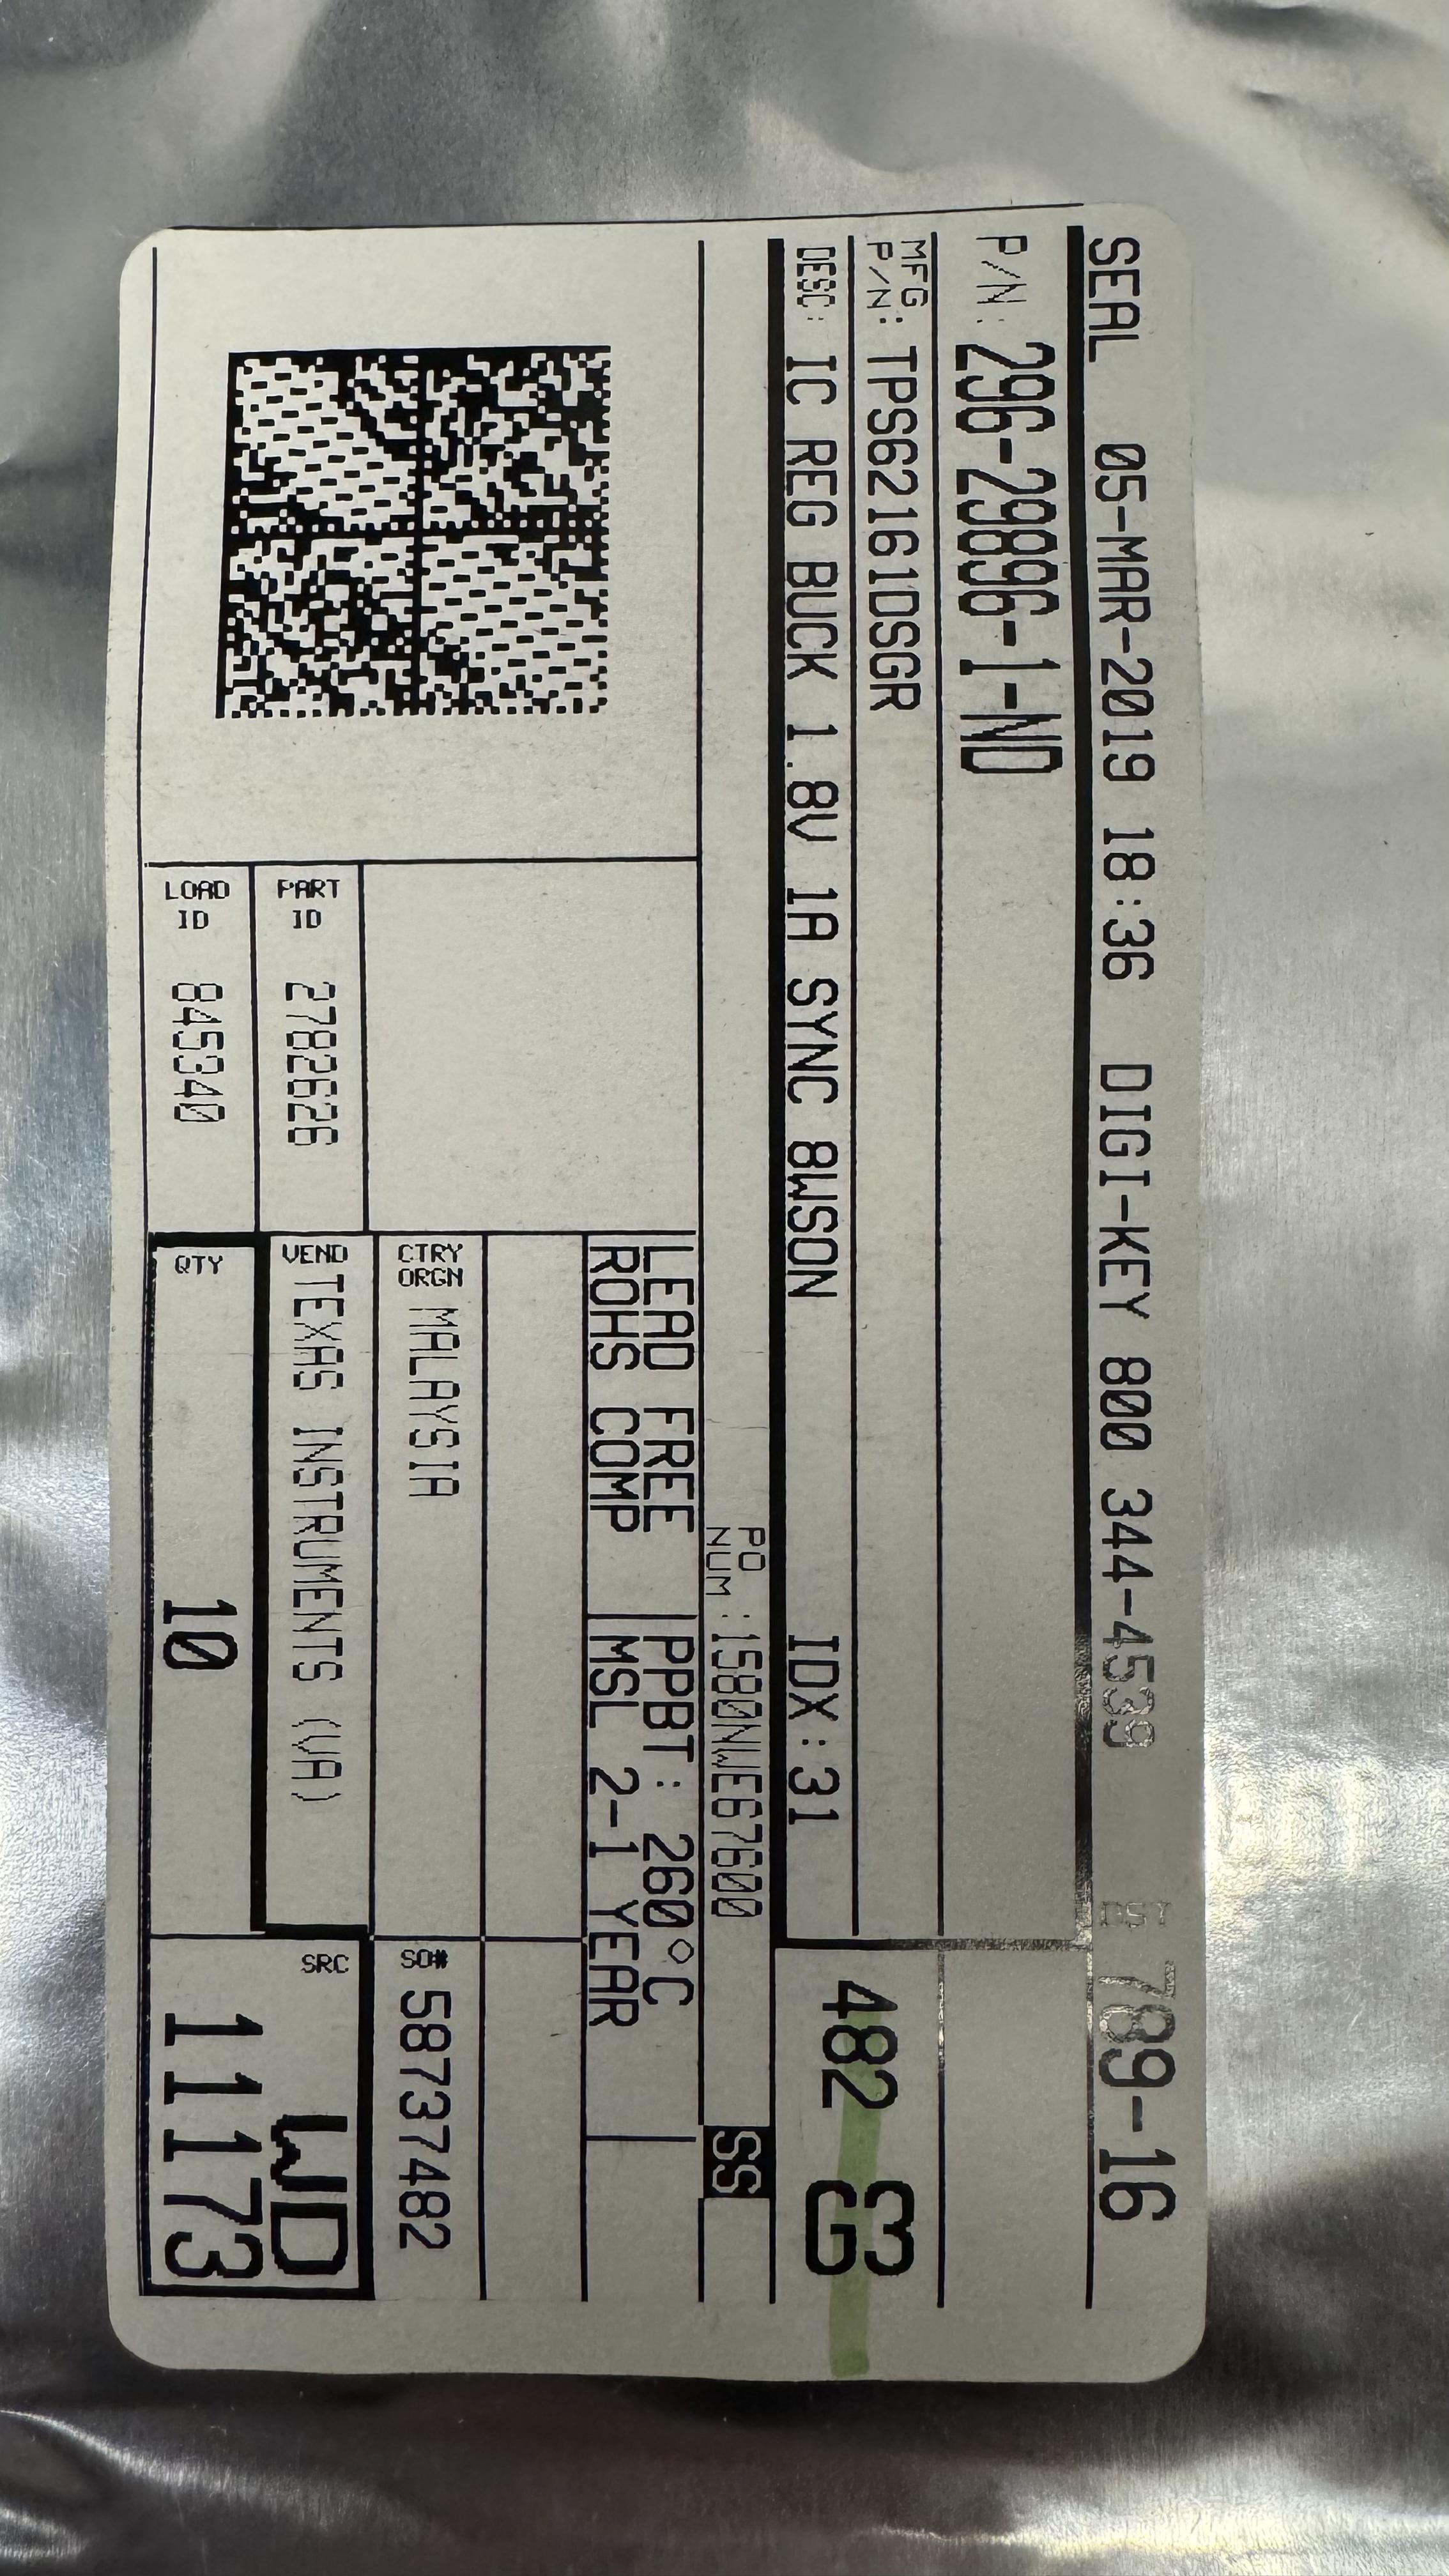 SEAL 05-MAR-2019 18:36 DIGI-KEY 800 344-4539 789-16
P/N: 296-29896-1-ND
MFG P/N: TPS62161DSGR
DESC: IC REG BUCK 1.8V 1A SYNC 8WSON IDX:31
482 G3
G
PO NUM :1580NWE67600 SS
LEAD FREE
ROHS COMP
PPBT: 260°C
MSL 2-1 YEAR
CTRY ORGN MALAYSIA
SO# 58737482
PART ID 2782626
VEND TEXAS INSTRUMENTS (VA)
SRC WD
LOAD ID 845340
QTY 10
11173